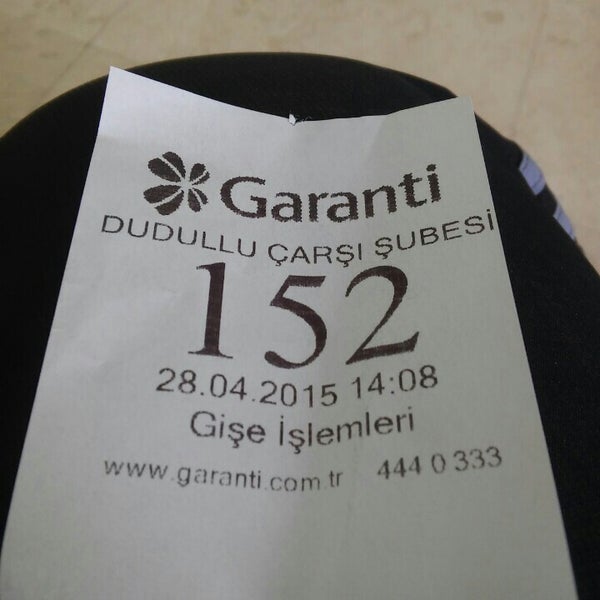 Garanti
DUDULLU ÇARŞI ŞUBESİ
152
28.04.2015 14:08
Gişe İşlemleri
www.garanti.com.tr 444 0 333